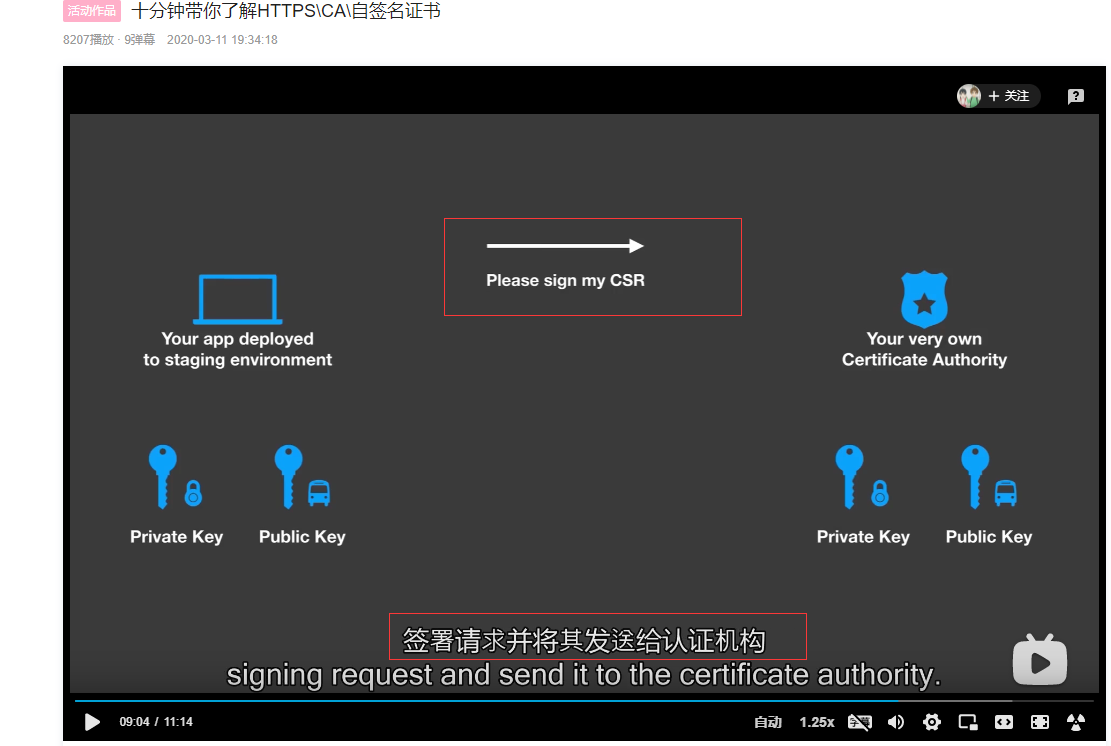 活动作品 十分钟带你了解HTTPS\CA\自签名证书
8207播放 · 9弹幕 2020-03-11 19:34:18
+ 关注
Please sign my CSR
Your app deployed
to staging environment
Your very own
Certificate Authority
Private Key
Public Key
Private Key
Public Key
签署请求并将其发送给认证机构
signing request and send it to the certificate authority.
09:04 / 11:14
自动
1.25x
字幕